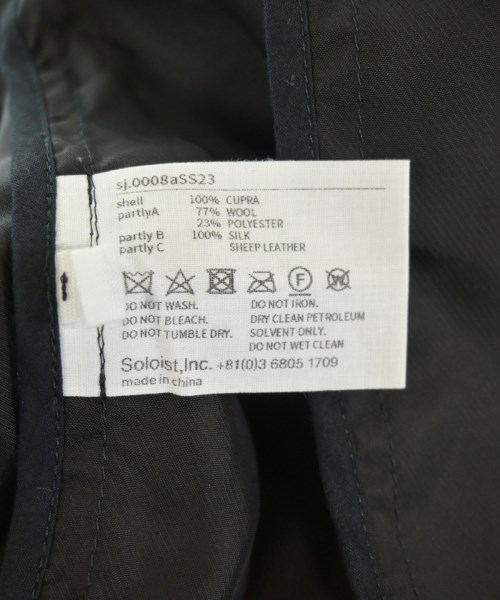 sj.0008aSS23
shell 100% CUPRA
partlyA 77% WOOL
23% POLYESTER
partly B 100% SILK
partly C SHEEP LEATHER
F W
DO NOT WASH. DO NOT IRON.
DO NOT BLEACH. DRY CLEAN PETROLEUM
DO NOT TUMBLE DRY. SOLVENT ONLY.
DO NOT WET CLEAN
Soloist,Inc. +81(0)3 6805 1709
made in china